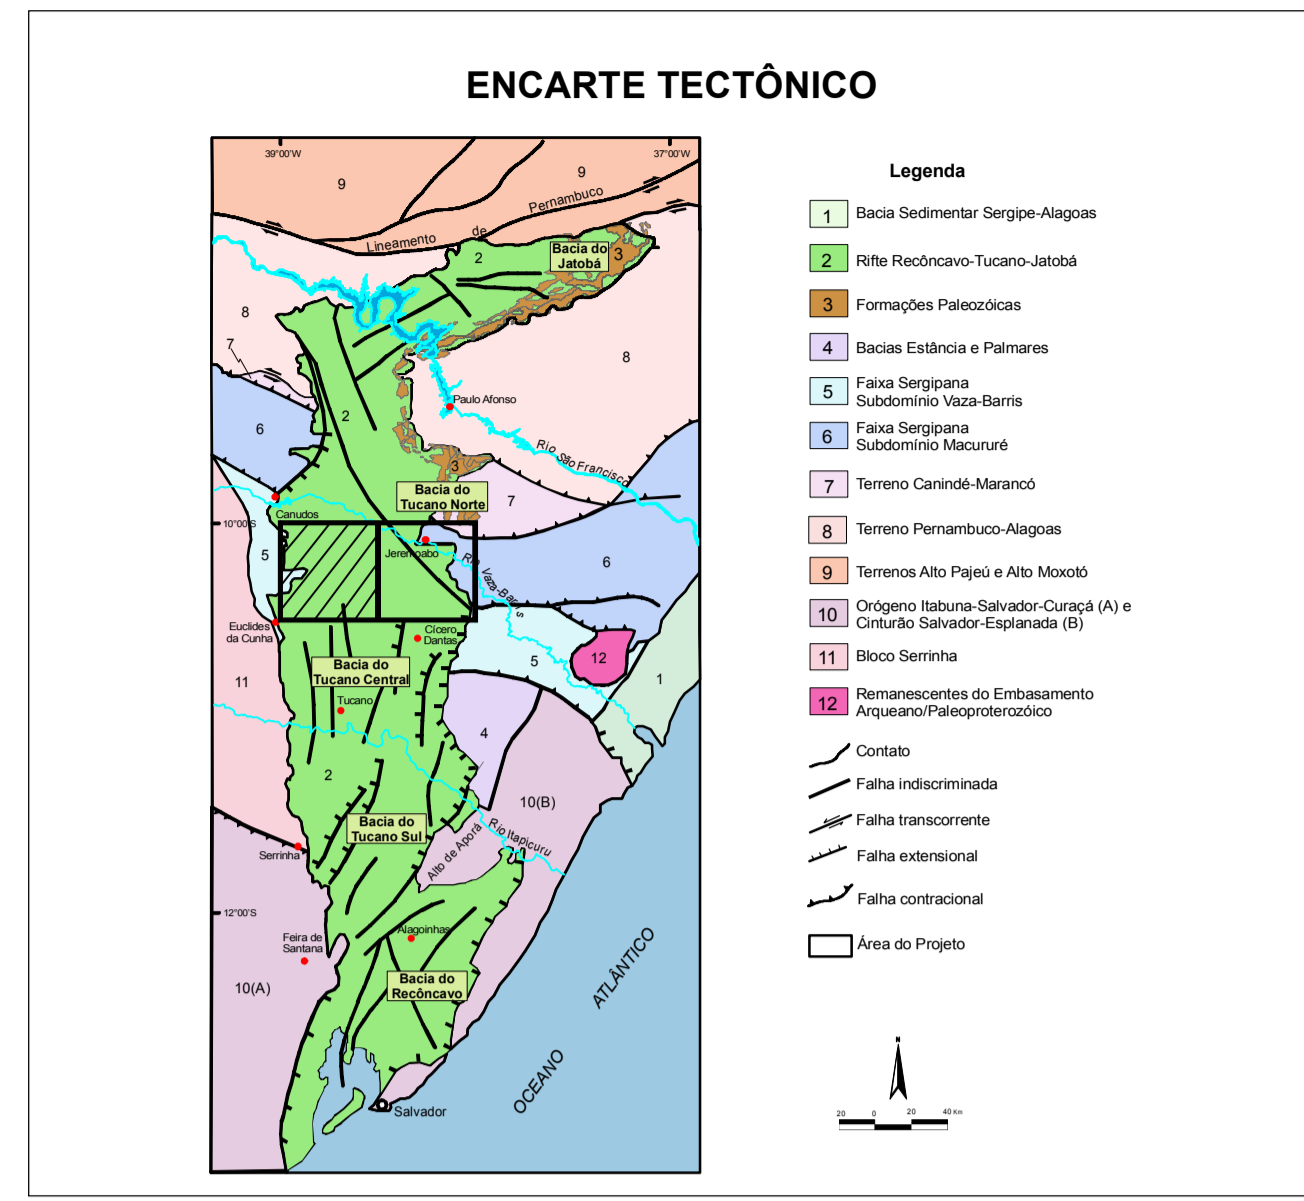 ENCARTE TECTÔNICO
39°00'W
37°00'W
9
9
Pernambuco
de
Lineamento
2
Bacia do
Jatobá
3
8
7
8
2
Paulo Afonso
6
Rio São Francisco
3
Bacia do
Tucano Norte
7
Canudos
10°00'S
Jeremoabo
5
Rio Vaza-Barris
6
Euclides
da Cunha
Cícero
Dantas
Bacia do
Tucano Central
5
12
11
1
Tucano
4
2
10(B)
Bacia do
Tucano Sul
Rio Itapicuru
Alto de Aporá
Serrinha
12°00'S
Feira de
Santana
Alagoinhas
10(A)
Bacia do
Recôncavo
ATLÂNTICO
OCEANO
Salvador
Legenda
1 Bacia Sedimentar Sergipe-Alagoas
2 Rifte Recôncavo-Tucano-Jatobá
3 Formações Paleozóicas
4 Bacias Estância e Palmares
5 Faixa Sergipana
Subdomínio Vaza-Barris
6 Faixa Sergipana
Subdomínio Macururé
7 Terreno Canindé-Marancó
8 Terreno Pernambuco-Alagoas
9 Terrenos Alto Pajeú e Alto Moxotó
10 Orógeno Itabuna-Salvador-Curaçá (A) e
Cinturão Salvador-Esplanada (B)
11 Bloco Serrinha
12 Remanescentes do Embasamento
Arqueano/Paleoproterozóico
Contato
Falha indiscriminada
Falha transcorrente
Falha extensional
Falha contracional
Área do Projeto
N
20 0 20 40 Km